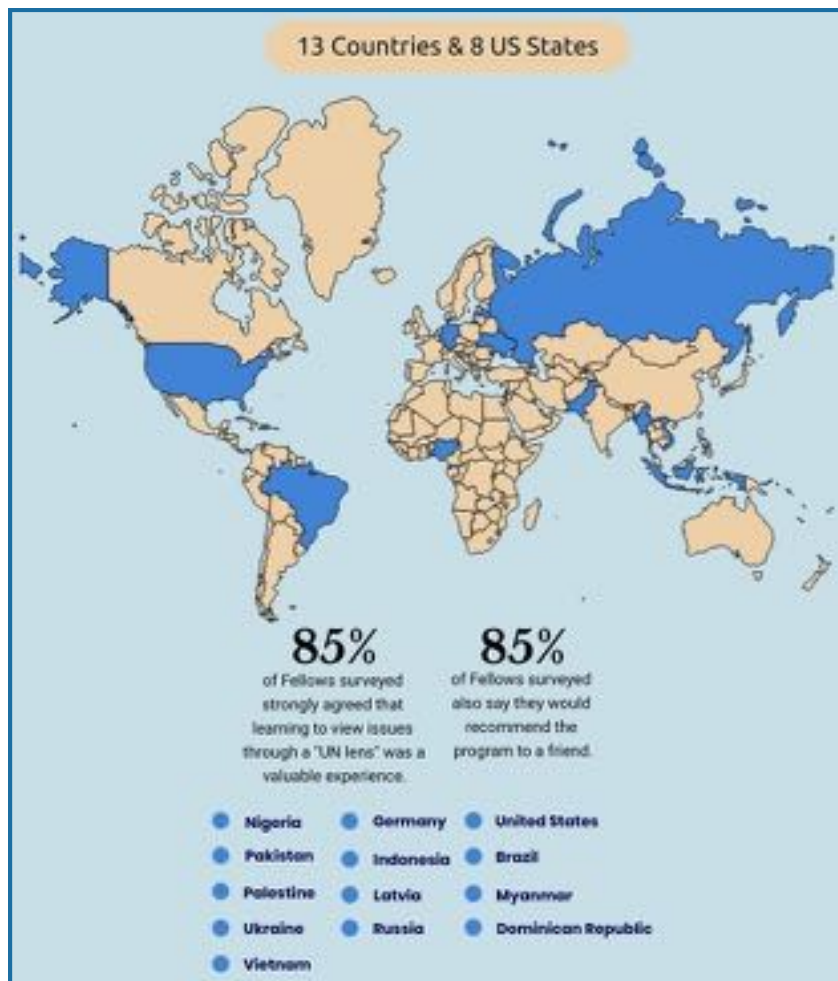 13 Countries & 8 US States
85%
of Fellows surveyed
strongly agreed that
learning to view issues
through a "UN lens" was a
valuable experience.
85%
of Fellows surveyed
also say they would
recommend the
program to a friend.
Nigeria
Pakistan
Palestine
Ukraine
Vietnam
Germany
Indonesia
Latvia
Russia
United States
Brazil
Myanmar
Dominican Republic